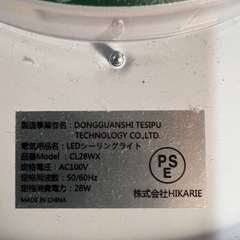 製造事業者名：DONGGUANSHI TESIPU
TECHNOLOGY CO.,LTD.
電気用品名：LEDシーリングライト
品番(Model)：CL28WX
定格電圧：AC100V
定格周波数：50/60Hz
定格消費電力：28W
MADE IN CHINA
PS
E
株式会社HIKARIE